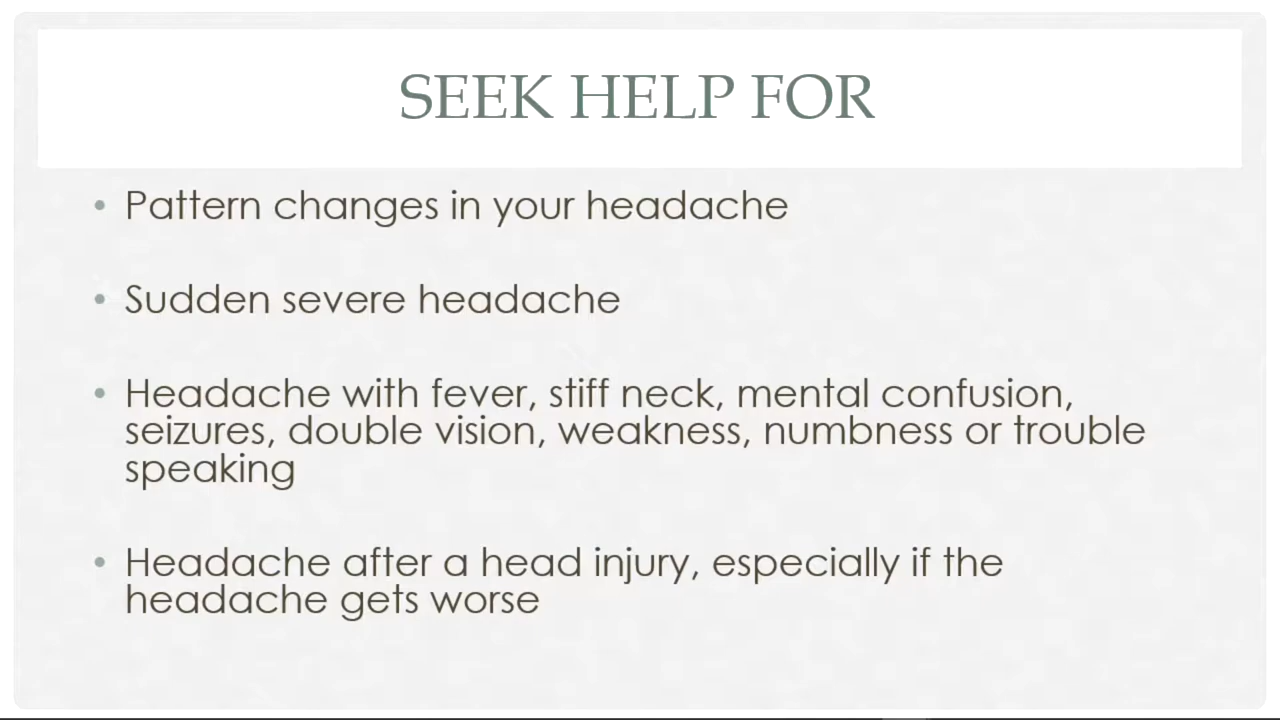 SEEK HELP FOR
• Pattern changes in your headache
• Sudden severe headache
• Headache with fever, stiff neck, mental confusion,
seizures, double vision, weakness, numbness or trouble
speaking
• Headache after a head injury, especially if the
headache gets worse